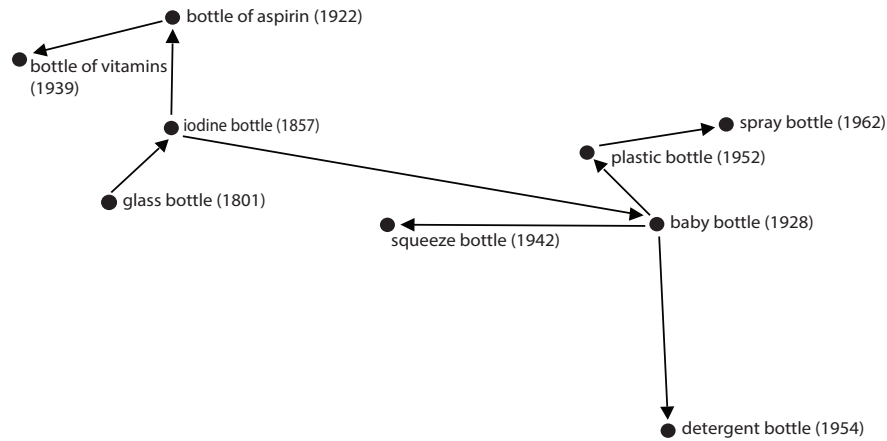 bottle of aspirin (1922)
bottle of vitamins
(1939)
iodine bottle (1857)
spray bottle (1962)
plastic bottle (1952)
glass bottle (1801)
baby bottle (1928)
squeeze bottle (1942)
detergent bottle (1954)